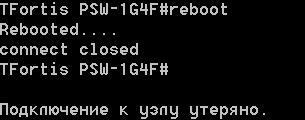 TFortis PSW-1G4F#reboot
Rebooted....
connect closed
TFortis PSW-1G4F#
Подключение к узлу утеряно.